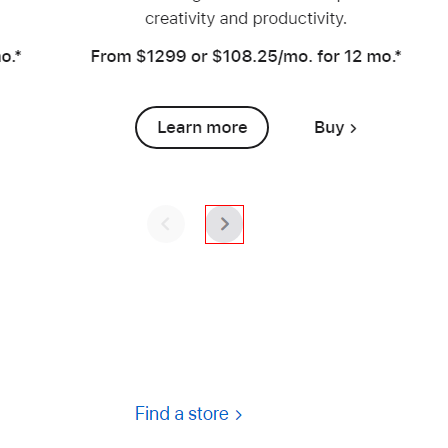 creativity and productivity.
From $1299 or $108.25/mo. for 12 mo.*
Learn more
Buy >
Find a store >